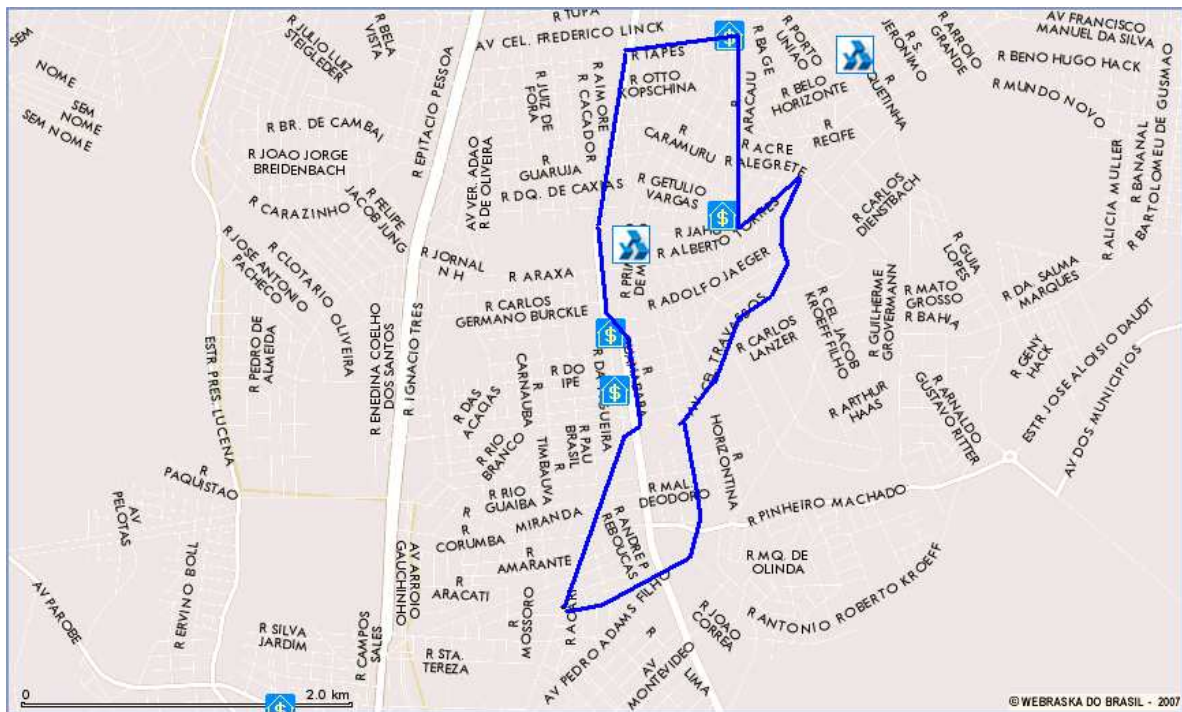 R TUPA
AV CEL. FREDERICO LINCK
R JULIO LUIZ
STEIGLEDER
R BELA
VISTA
SEM
NOME
SEM
NOME
SEM NOME
R EPITACIO PESSOA
R TAPES
R BAGE
R PORTO
UNIAO
R S.
JERONIMO
R ARROIO
GRANDE
AV FRANCISCO
MANUEL DA SILVA
R BENO HUGO HACK
R MUNDO NOVO
R JUIZ DE
FORA
R AIMORE
R CACADOR
R OTTO
KOPSCHINA
R ARACAJU
R BELO
HORIZONTE
R
QUETINHA
R ALICIA MULLER
R BANANAL
R BARTOLOMEU DE GUSMAO
R BR. DE CAMBAI
R JOAO JORGE
BREIDENBACH
R
CARAMURU
R ACRE
R ALEGRETE
R
RECIFE
AV VER. ADAO
R DE OLIVEIRA
R
GUARUJA
R DQ. DE CAXIAS
R GETULIO
VARGAS
R CARAZINHO
R FELIPE
JACOB JUNG
R CARLOS
DIENSTBACH
R JOSE ANTONIO
PACHECO
R CLOTARIO OLIVEIRA
R JORNAL
N H
R ARAXA
R JAHU
R ALBERTO TORRES
R ADOLFO JAEGER
R PRIN
DE M
R GUIA
LOPES
R DA. SALMA
MARQUES
R CARLOS
GERMANO BURCKLE
R MATO
GROSSO
R BAHIA
R CEL. JACOB
KROEFF FILHO
R GUILHERME
GROVERMANN
R CARLOS
LANZER
AV CEL TRAVASSOS
ESTR PRES. LUCENA
R PEDRO DE
ALMEIDA
R ENEDINA COELHO
DOS SANTOS
R IGNACIO TRES
R GENY
HACK
ESTR JOSE ALOISIO DAUDT
AV DOS MUNICIPIOS
R DO
IPE
R
CARNAUBA
R DAS
ACACIAS
R ARTHUR
HAAS
R ARNALDO
GUSTAVO RITTER
R RIO
BRANCO
R
TIMBAUVA
R PAU
BRASIL
R
HORIZONTINA
R
PAQUISTAO
AV
PELOTAS
R RIO
GUAIBA
R MAL.
DEODORO
R PINHEIRO MACHADO
R
CORUMBA
R
MIRANDA
R ANDRE P
REBOUCAS
R
AMARANTE
R MQ. DE
OLINDA
R ERVINO BOLL
AV ARROIO
GAUCHINHO
R
ARACATI
AV PAROBE
R
MOSSORO
R AOARI
AV PEDRO ADAMS FILHO
R JOAO
CORREA
R ANTONIO ROBERTO KROEFF
R SILVA
JARDIM
R CAMPOS
SALES
R STA.
TEREZA
R
AV
MONTEVIDEO
LIMA
0 2.0 km
© WEBRASKA DO BRASIL - 2007